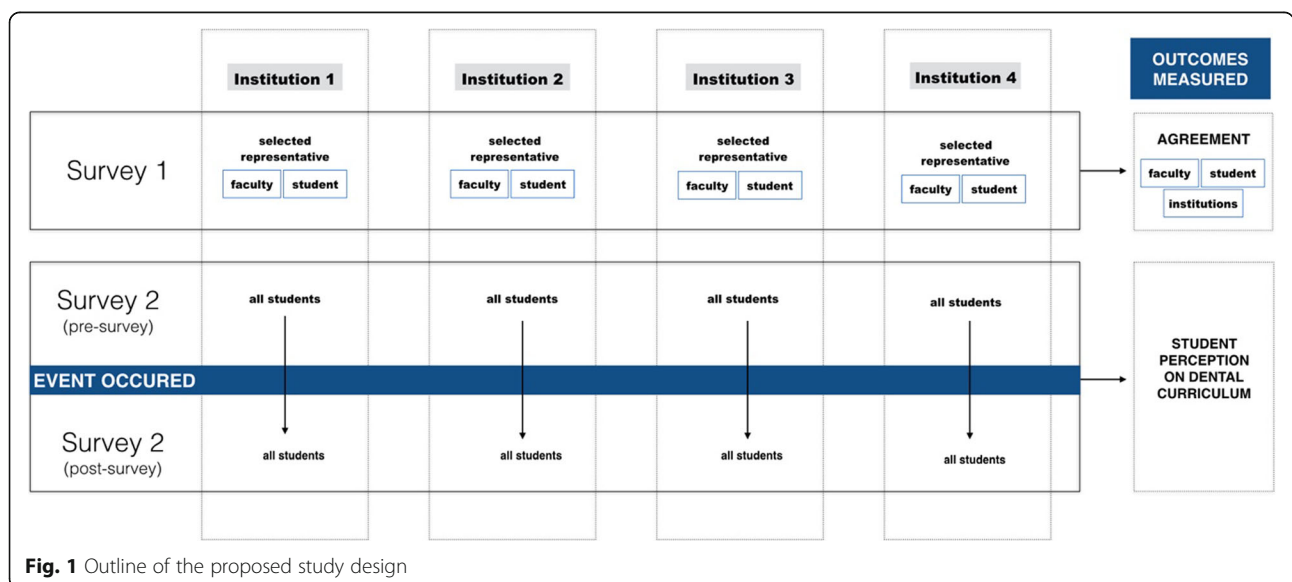 Institution 1
Institution 2
Institution 3
Institution 4
OUTCOMES
MEASURED
Survey 1
selected
representative
faculty student
selected
representative
faculty student
selected
representative
faculty student
selected
representative
faculty student
AGREEMENT
faculty student
institutions
Survey 2
(pre-survey)
all students
all students
all students
all students
EVENT OCCURED
STUDENT
PERCEPTION
ON DENTAL
CURRICULUM
Survey 2
(post-survey)
all students
all students
all students
all students
Fig. 1 Outline of the proposed study design